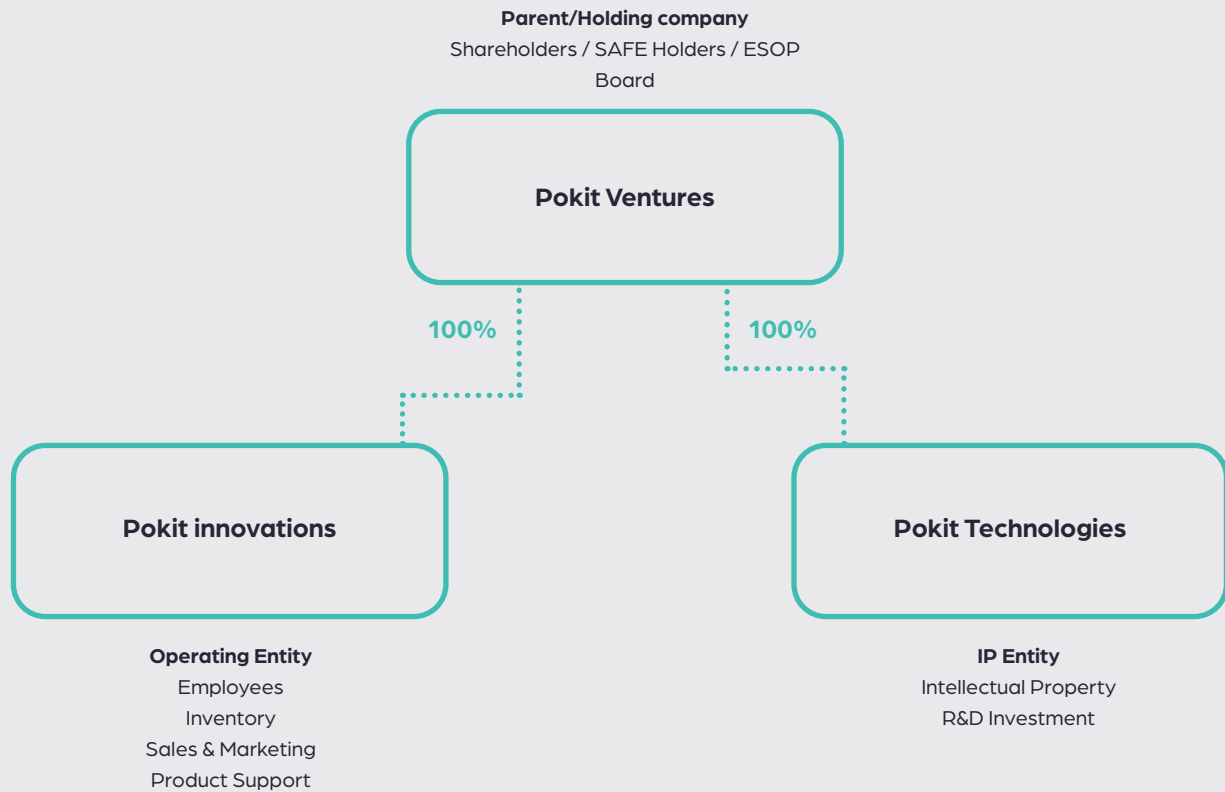 Parent/Holding company
Shareholders / SAFE Holders / ESOP
Board
Pokit Ventures
100%
100%
Pokit innovations
Pokit Technologies
Operating Entity
Employees
Inventory
Sales & Marketing
Product Support
IP Entity
Intellectual Property
R&D Investment